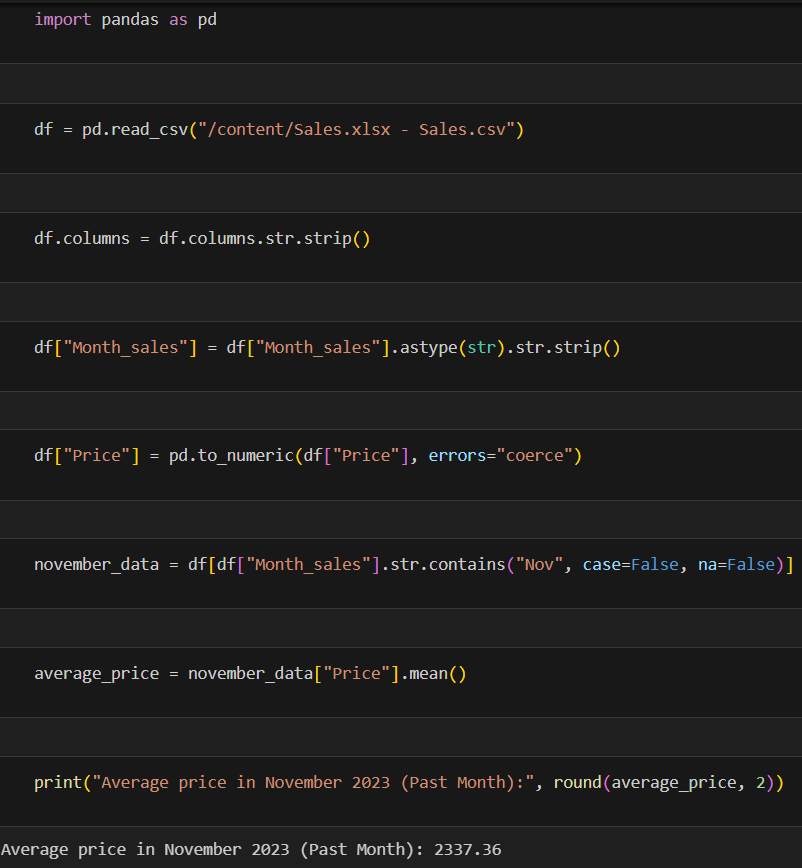 import pandas as pd
df = pd.read_csv("/content/Sales.xlsx - Sales.csv")
df.columns = df.columns.str.strip()
df["Month_sales"] = df["Month_sales"].astype(str).str.strip()
df["Price"] = pd.to_numeric(df["Price"], errors="coerce")
november_data = df[df["Month_sales"].str.contains("Nov", case=False, na=False)]
average_price = november_data["Price"].mean()
print("Average price in November 2023 (Past Month):", round(average_price, 2))
Average price in November 2023 (Past Month): 2337.36